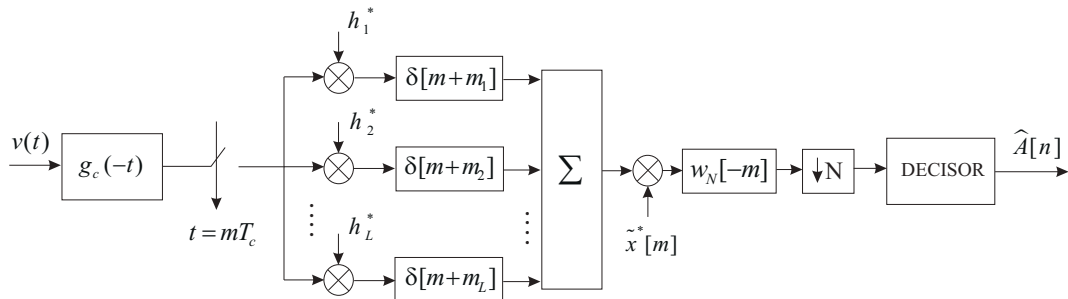 v(t)
g_c(-t)
t = mT_c
h_1^*
δ[m+m_1]
h_2^*
δ[m+m_2]
h_L^*
δ[m+m_L]
Σ
x̃^*[m]
w_N[-m]
↓N
DECISOR
Â[n]